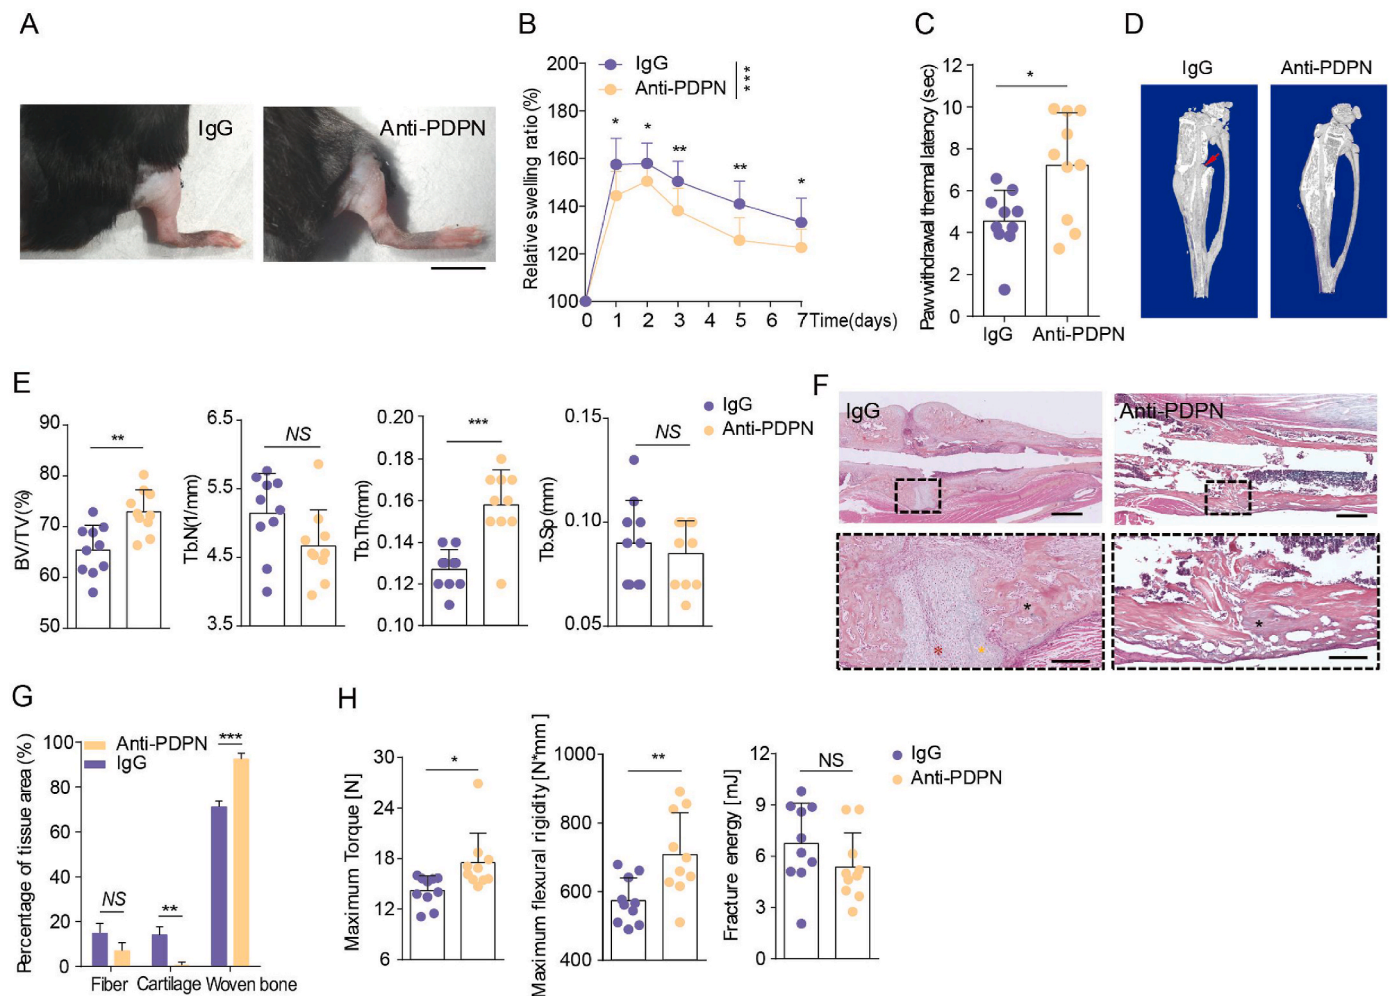 A
IgG
Anti-PDPN
B
Relative swelling ratio (%)
200
180
160
140
120
100
IgG
Anti-PDPN
***
*
*
**
**
*
0 1 2 3 4 5 6 7 Time(days)
C
Paw withdrawal thermal latency (sec)
12
10
8
6
4
2
0
*
IgG
Anti-PDPN
D
IgG
Anti-PDPN
E
BV/TV (%)
90
80
70
60
50
**
Tb.N(1/mm)
6.5
5.5
4.5
3.5
NS
Tb.Th(mm)
0.20
0.18
0.16
0.14
0.12
0.10
***
Tb.Sp (mm)
0.15
0.10
0.05
NS
IgG
Anti-PDPN
F
IgG
Anti-PDPN
*
*
*
*
G
Percentage of tissue area (%)
100
80
60
40
20
0
Anti-PDPN
IgG
NS
**
***
Fiber Cartilage Woven bone
H
Maximum Torque [N]
30
24
18
12
6
*
Maximum flexural rigidity [N*mm]
1000
800
600
400
**
Fracture energy [mJ]
12
9
6
3
0
NS
IgG
Anti-PDPN